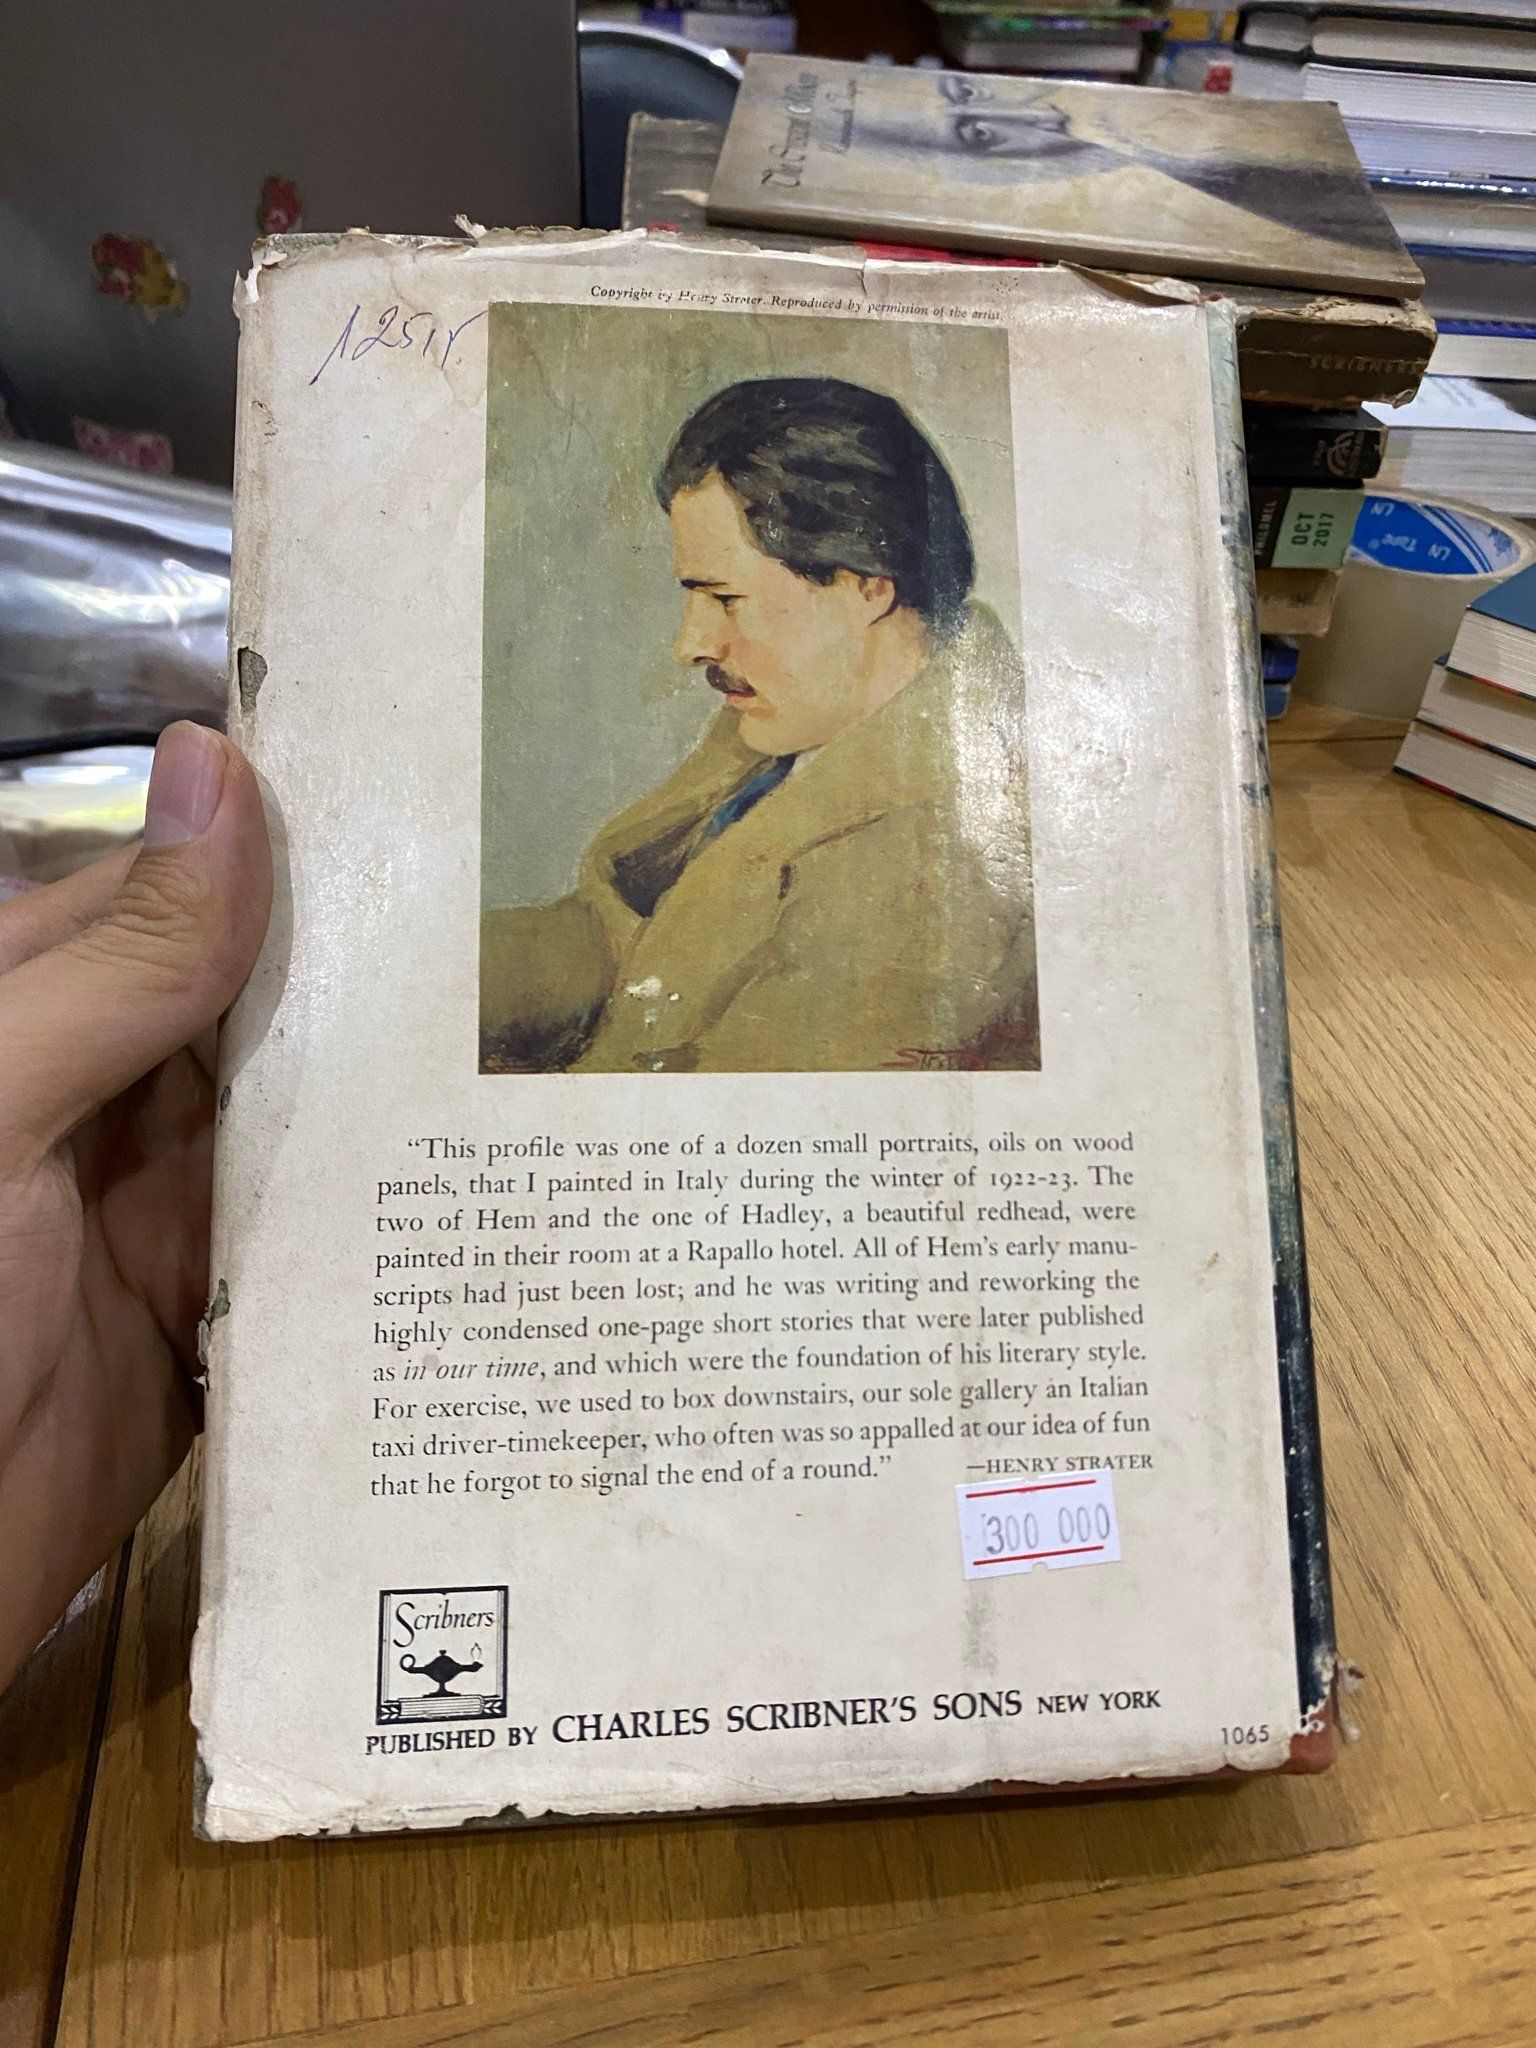 Copyright by Henry Strater. Reproduced by permission of the artist.
Strater
“This profile was one of a dozen small portraits, oils on wood
panels, that I painted in Italy during the winter of 1922-23. The
two of Hem and the one of Hadley, a beautiful redhead, were
painted in their room at a Rapallo hotel. All of Hem’s early manu-
scripts had just been lost; and he was writing and reworking the
highly condensed one-page short stories that were later published
as in our time, and which were the foundation of his literary style.
For exercise, we used to box downstairs, our sole gallery an Italian
taxi driver-timekeeper, who often was so appalled at our idea of fun
that he forgot to signal the end of a round.”
—HENRY STRATER
300 000
Scribners
PUBLISHED BY CHARLES SCRIBNER’S SONS NEW YORK
1065
SCRIBNERS
PHILOMEL
OCT
2017
LN
LN Tape